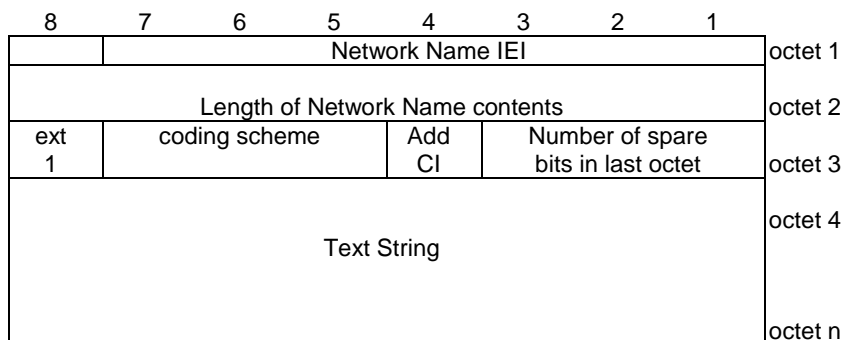 8 7 6 5 4 3 2 1
Network Name IEI octet 1
Length of Network Name contents octet 2
ext coding scheme Add Number of spare
1 CI bits in last octet octet 3
octet 4
Text String
octet n